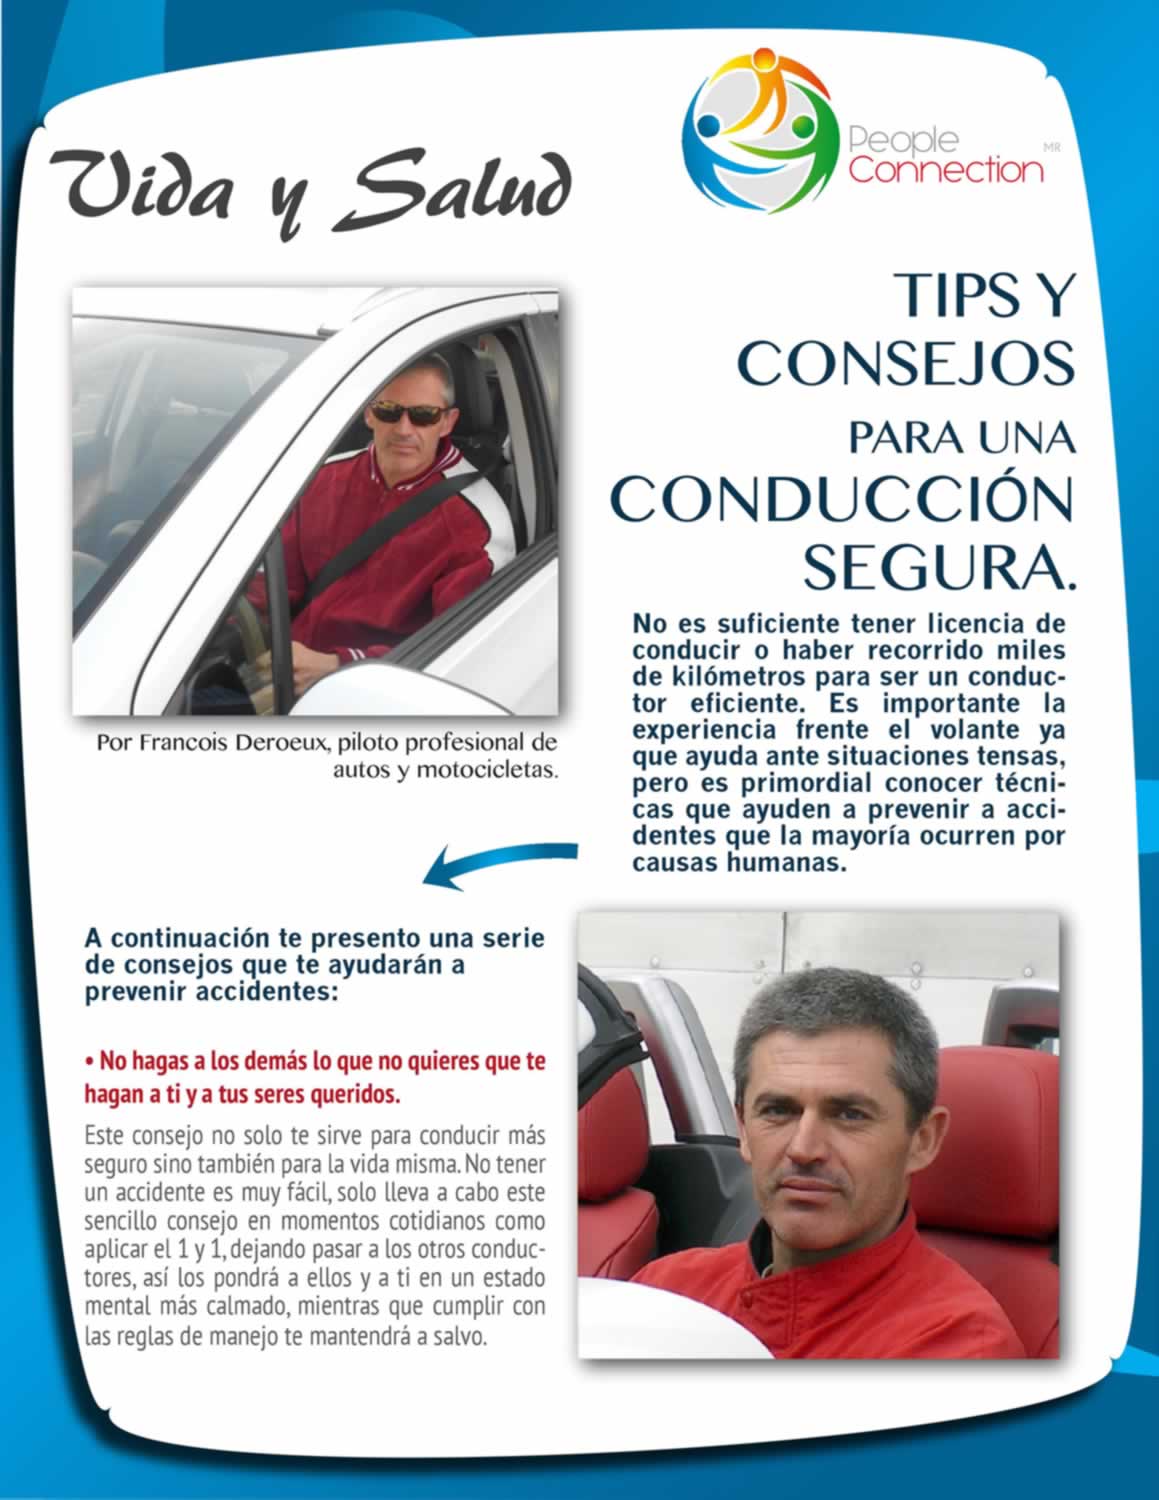 Vida y Salud
People
Connection MR
TIPS Y
CONSEJOS
PARA UNA
CONDUCCIÓN
SEGURA.
No es suficiente tener licencia de
conducir o haber recorrido miles
de kilómetros para ser un conduc-
tor eficiente. Es importante la
experiencia frente el volante ya
que ayuda ante situaciones tensas,
pero es primordial conocer técni-
cas que ayuden a prevenir a acci-
dentes que la mayoría ocurren por
causas humanas.
Por Francois Deroeux, piloto profesional de
autos y motocicletas.
A continuación te presento una serie
de consejos que te ayudarán a
prevenir accidentes:
• No hagas a los demás lo que no quieres que te
hagan a ti y a tus seres queridos.
Este consejo no solo te sirve para conducir más
seguro sino también para la vida misma. No tener
un accidente es muy fácil, solo lleva a cabo este
sencillo consejo en momentos cotidianos como
aplicar el 1 y 1, dejando pasar a los otros conduc-
tores, así los pondrá a ellos y a ti en un estado
mental más calmado, mientras que cumplir con
las reglas de manejo te mantendrá a salvo.